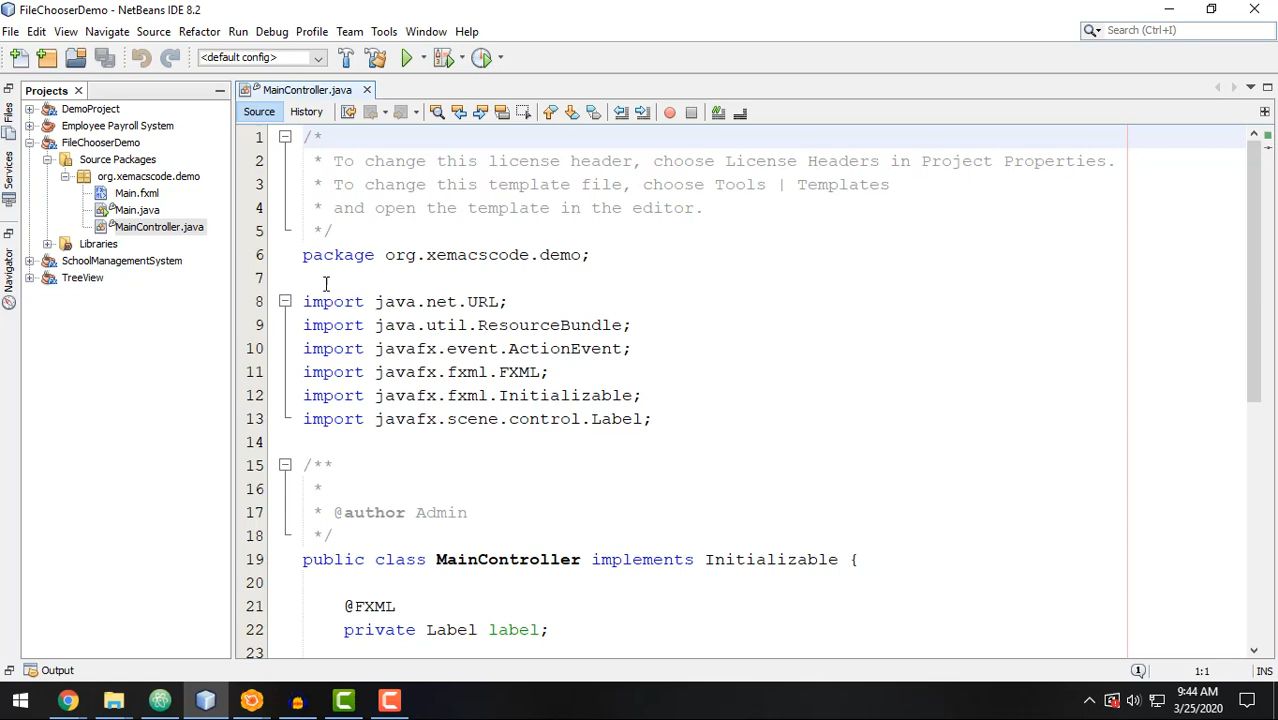 FileChooserDemo - NetBeans IDE 8.2
File Edit View Navigate Source Refactor Run Debug Profile Team Tools Window Help
Search (Ctrl+I)
<default config>
Projects
MainController.java
Files
Services
Navigator
DemoProject
Employee Payroll System
FileChooserDemo
Source Packages
org.xemacscode.demo
Main.fxml
Main.java
MainController.java
Libraries
SchoolManagementSystem
TreeView
Source History
1 /*
2 * To change this license header, choose License Headers in Project Properties.
3 * To change this template file, choose Tools | Templates
4 * and open the template in the editor.
5 */
6 package org.xemacscode.demo;
7
8 import java.net.URL;
9 import java.util.ResourceBundle;
10 import javafx.event.ActionEvent;
11 import javafx.fxml.FXML;
12 import javafx.fxml.Initializable;
13 import javafx.scene.control.Label;
14
15 /**
16 *
17 * @author Admin
18 */
19 public class MainController implements Initializable {
20
21 @FXML
22 private Label label;
23
Output
1
1:1
INS
9:44 AM
3/25/2020